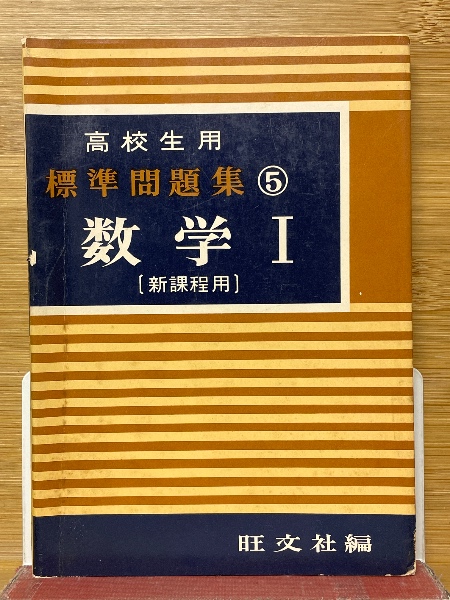 高校生用
標準問題集⑤
数学Ⅰ
〔新課程用〕
旺文社編